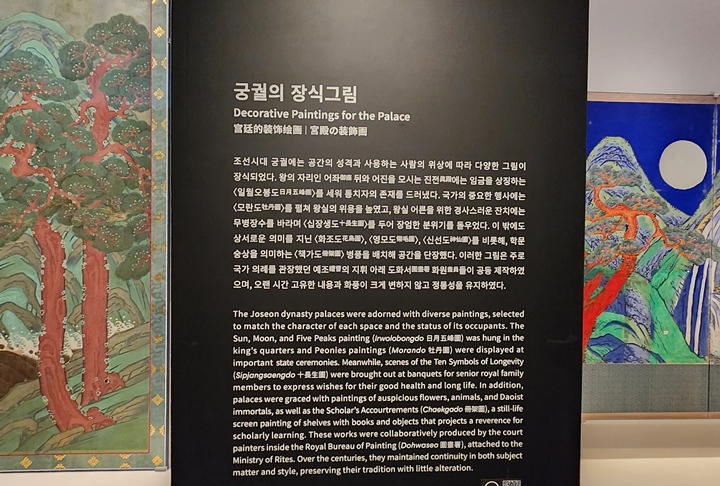 궁궐의 장식그림
Decorative Paintings for the Palace
宫廷的装饰绘画 | 宮殿の装飾画
조선시대 궁궐에는 공간의 성격과 사용하는 사람의 위상에 따라 다양한 그림이
장식되었다. 왕의 자리인 어좌御座 뒤와 어진을 모시는 진전眞殿에는 임금을 상징하는
〈일월오봉도日月五峰圖〉를 세워 통치자의 존재를 드러냈다. 국가의 중요한 행사에는
〈모란도牡丹圖〉를 펼쳐 왕실의 위용을 높였고, 왕실 어른을 위한 경사스러운 잔치에는
무병장수를 바라며 〈십장생도十長生圖〉를 두어 장엄한 분위기를 돋우었다. 이 밖에도
상서로운 의미를 지닌 〈화조도花鳥圖〉, 〈영모도翎毛圖〉, 〈신선도神仙圖〉를 비롯해, 학문
숭상을 의미하는 〈책가도冊架圖〉 병풍을 배치해 공간을 단장했다. 이러한 그림은 주로
국가 의례를 관장했던 예조禮曹의 지휘 아래 도화서圖畫署 화원畫員들이 공동 제작하였
으며, 오랜 시간 고유한 내용과 화풍이 크게 변하지 않고 정통성을 유지하였다.
The Joseon dynasty palaces were adorned with diverse paintings, selected
to match the character of each space and the status of its occupants. The
Sun, Moon, and Five Peaks painting (Irwolobongdo 日月五峰圖) was hung in the
king's quarters and Peonies paintings (Morando 牡丹圖) were displayed at
important state ceremonies. Meanwhile, scenes of the Ten Symbols of Longevity
(Sipjangsaengdo 十長生圖) were brought out at banquets for senior royal family
members to express wishes for their good health and long life. In addition,
palaces were graced with paintings of auspicious flowers, animals, and Daoist
immortals, as well as the Scholar's Accourtrements (Chaekgado 冊架圖), a still-life
screen painting of shelves with books and objects that projects a reverence for
scholarly learning. These works were collaboratively produced by the court
painters inside the Royal Bureau of Painting (Dohwaseo 圖畫署), attached to the
Ministry of Rites. Over the centuries, they maintained continuity in both subject
matter and style, preserving their tradition with little alteration.